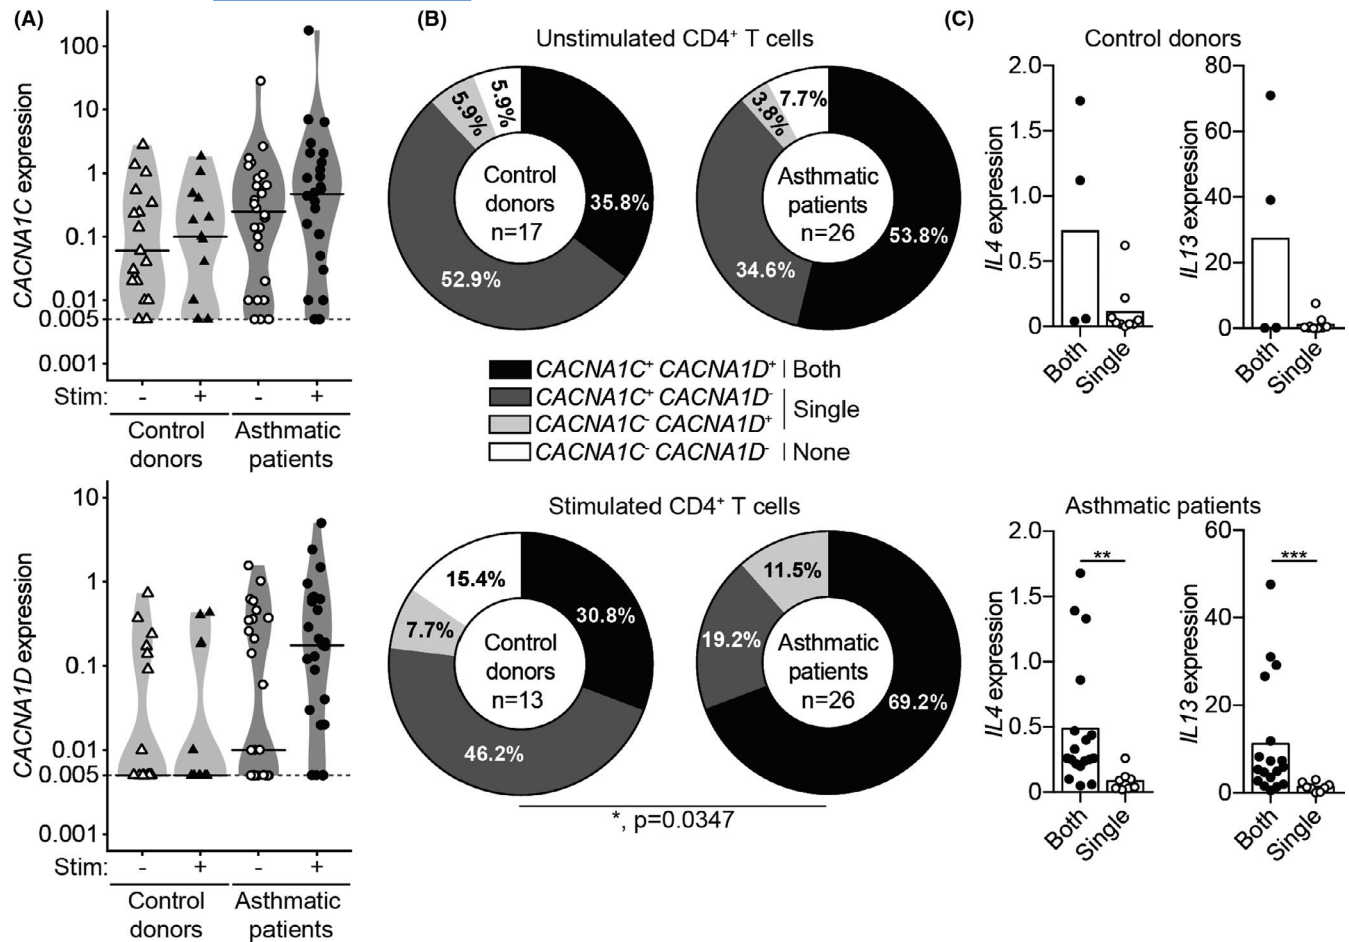 (A)
CACNA1C expression
100
10
1
0.1
0.01
0.005
0.001
Stim: - + - +
Control donors
Asthmatic patients
CACNA1D expression
10
1
0.1
0.01
0.005
0.001
Stim: - + - +
Control donors
Asthmatic patients
(B)
Unstimulated CD4⁺ T cells
5.9%
5.9%
35.8%
52.9%
Control
donors
n=17
3.8%
7.7%
53.8%
34.6%
Asthmatic
patients
n=26
CACNA1C⁺ CACNA1D⁺ | Both
CACNA1C⁺ CACNA1D⁻
CACNA1C⁻ CACNA1D⁺
Single
CACNA1C⁻ CACNA1D⁻ | None
Stimulated CD4⁺ T cells
15.4%
7.7%
30.8%
46.2%
Control
donors
n=13
11.5%
19.2%
69.2%
Asthmatic
patients
n=26
*, p=0.0347
(C)
Control donors
IL4 expression
2.0
1.5
1.0
0.5
0
Both
Single
IL13 expression
80
60
40
20
0
Both
Single
Asthmatic patients
IL4 expression
2.0
1.5
1.0
0.5
0
**
Both
Single
IL13 expression
60
40
20
0
***
Both
Single